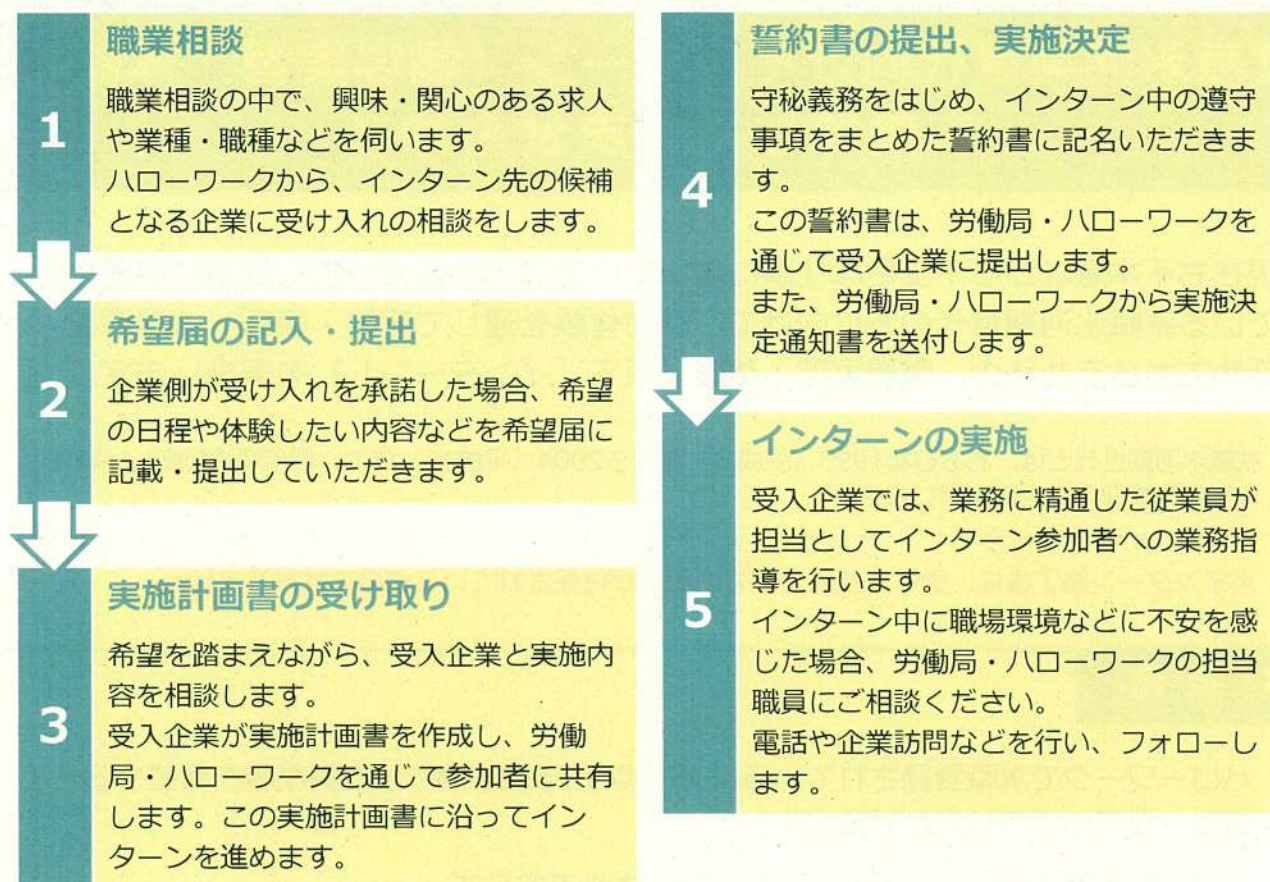 1
職業相談
職業相談の中で、興味・関心のある求人
や業種・職種などを伺います。
ハローワークから、インターン先の候補
となる企業に受け入れの相談をします。
2
希望届の記入・提出
企業側が受け入れを承諾した場合、希望
の日程や体験したい内容などを希望届に
記載・提出していただきます。
3
実施計画書の受け取り
希望を踏まえながら、受入企業と実施内
容を相談します。
受入企業が実施計画書を作成し、労働
局・ハローワークを通じて参加者に共有
します。この実施計画書に沿ってイン
ターンを進めます。
4
誓約書の提出、実施決定
守秘義務をはじめ、インターン中の遵守
事項をまとめた誓約書に記名いただきま
す。
この誓約書は、労働局・ハローワークを
通じて受入企業に提出します。
また、労働局・ハローワークから実施決
定通知書を送付します。
5
インターンの実施
受入企業では、業務に精通した従業員が
担当としてインターン参加者への業務指
導を行います。
インターン中に職場環境などに不安を感
じた場合、労働局・ハローワークの担当
職員にご相談ください。
電話や企業訪問などを行い、フォローし
ます。